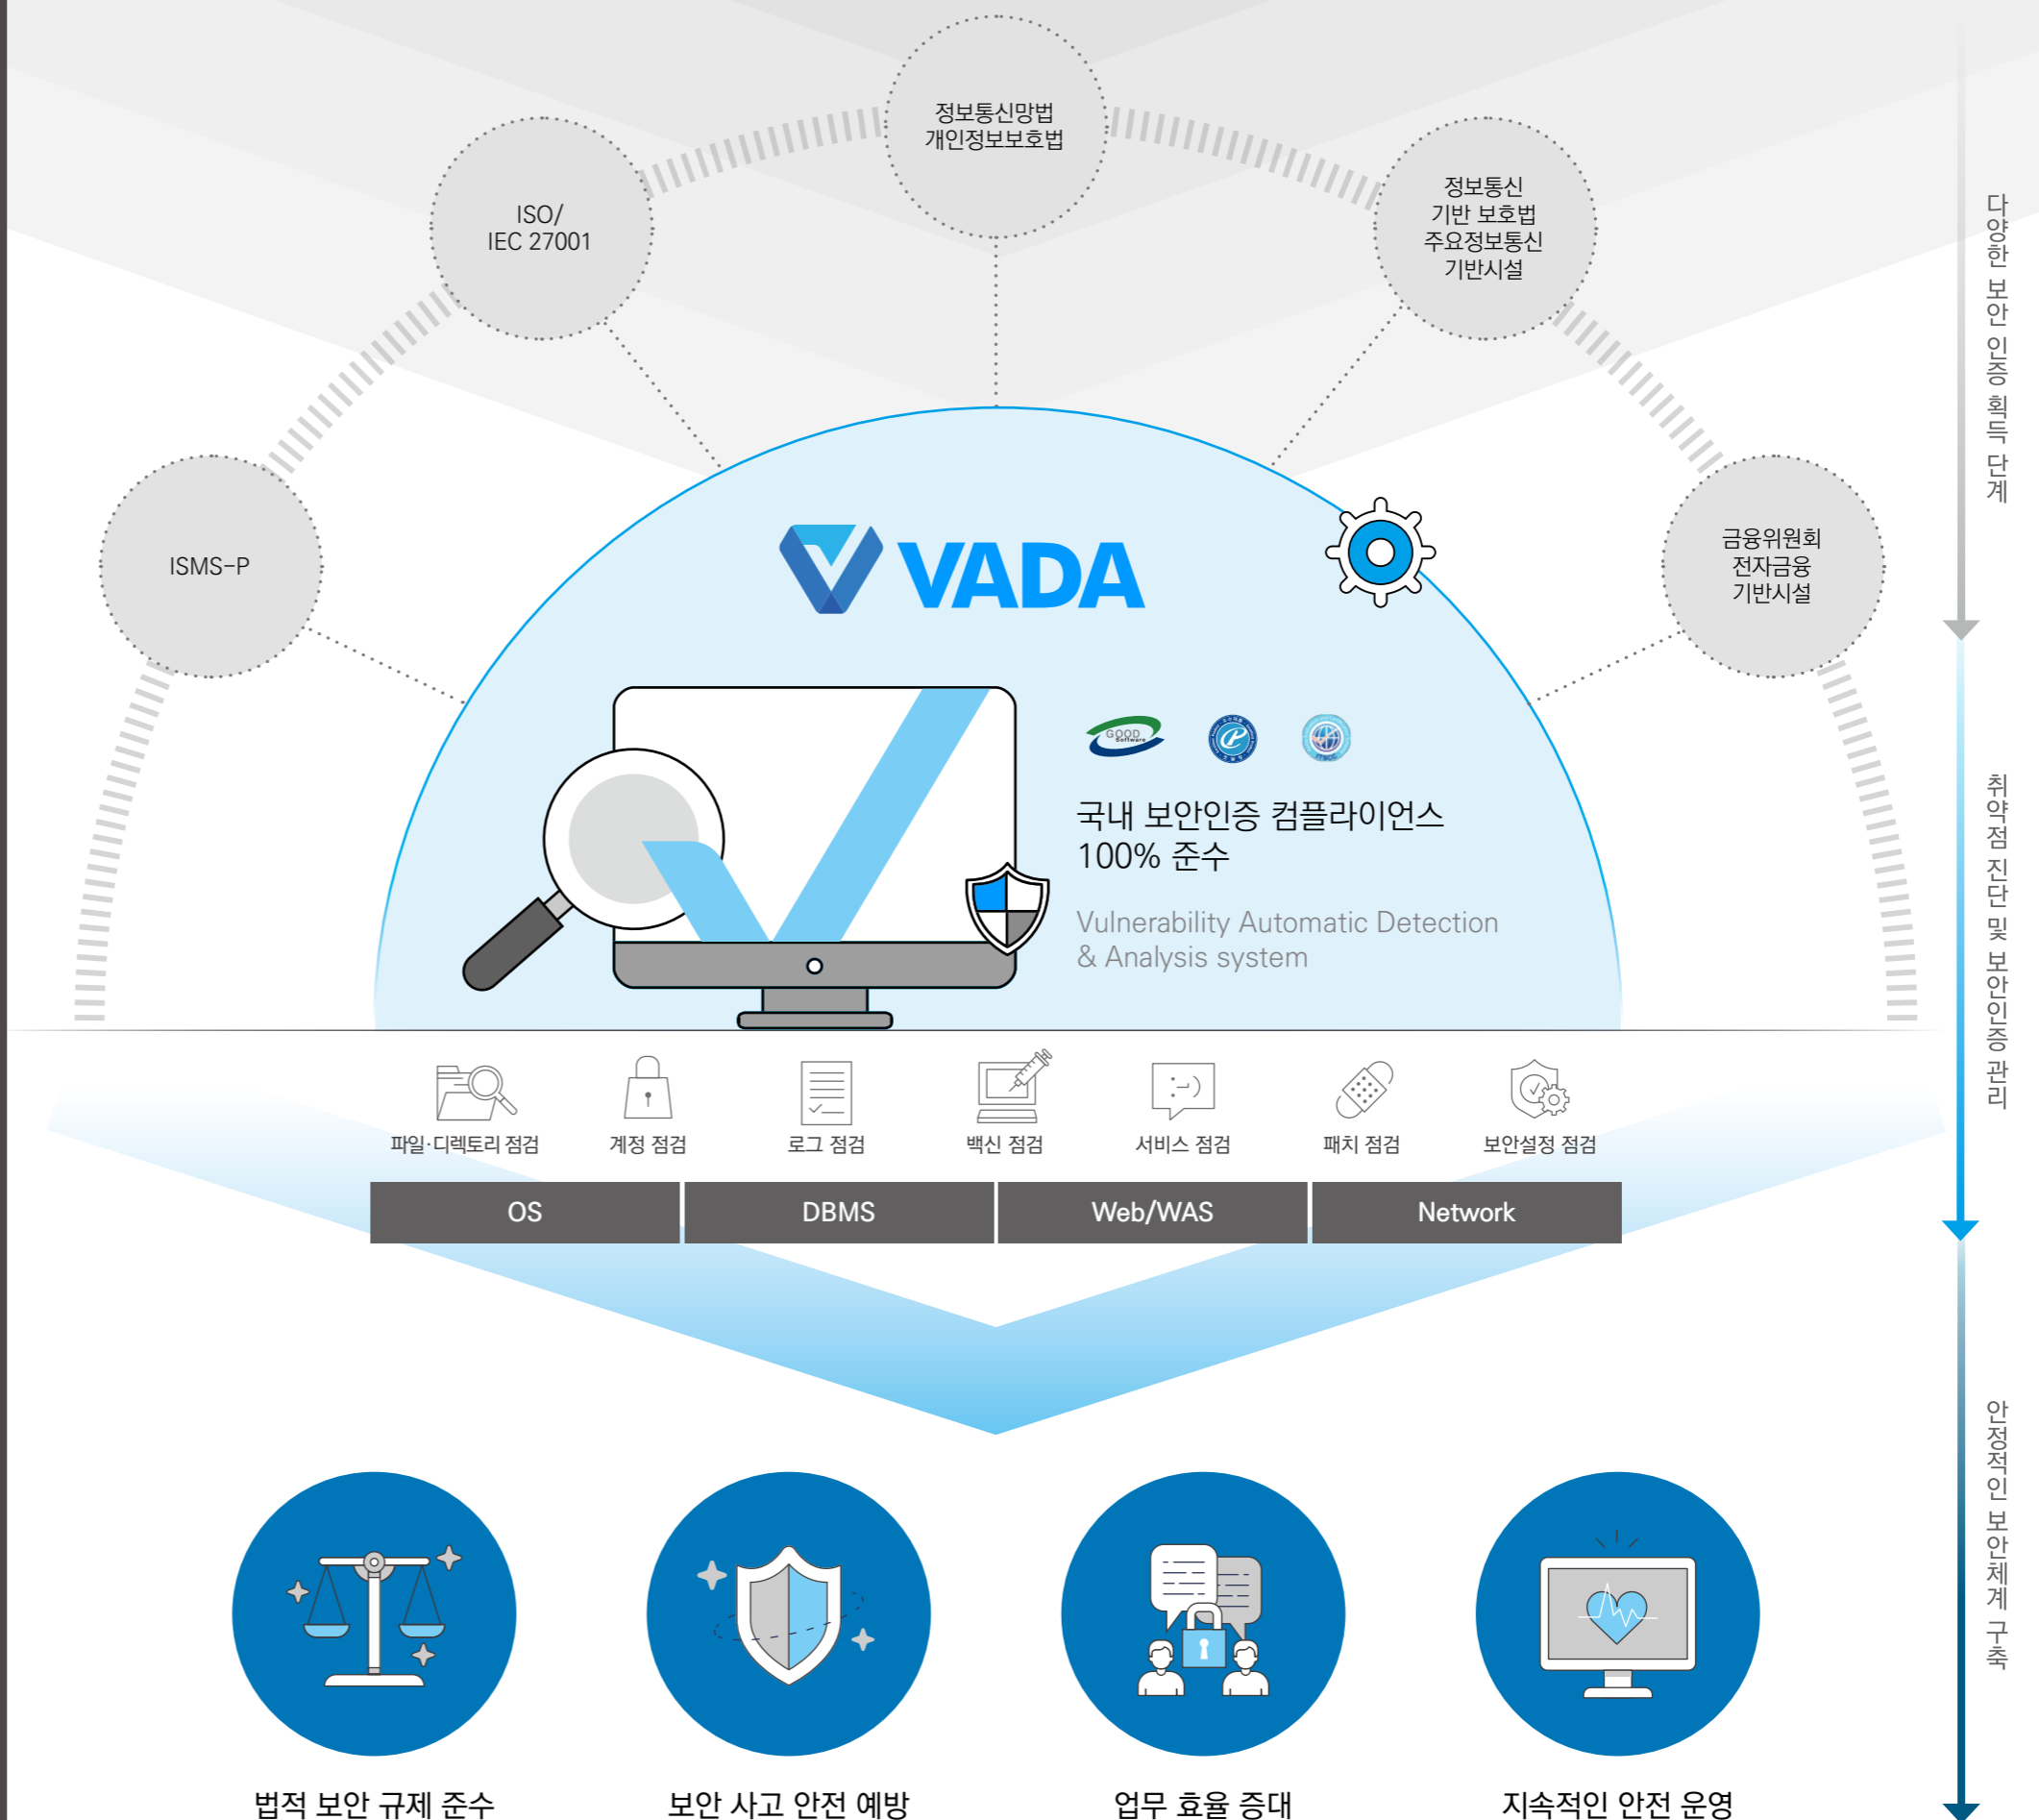 정보통신망법
개인정보보호법
ISO/
IEC 27001
정보통신
기반 보호법
주요정보통신
기반시설
ISMS-P
금융위원회
전자금융
기반시설
다양한 보안 인증 획득 단계
VADA
GOOD
Software
국내 보안인증 컴플라이언스
100% 준수
Vulnerability Automatic Detection
& Analysis system
취약점 진단 및 보안인증 관리
파일·디렉토리 점검
계정 점검
로그 점검
백신 점검
서비스 점검
패치 점검
보안설정 점검
OS
DBMS
Web/WAS
Network
안정적인 보안체계 구축
법적 보안 규제 준수
보안 사고 안전 예방
업무 효율 증대
지속적인 안전 운영